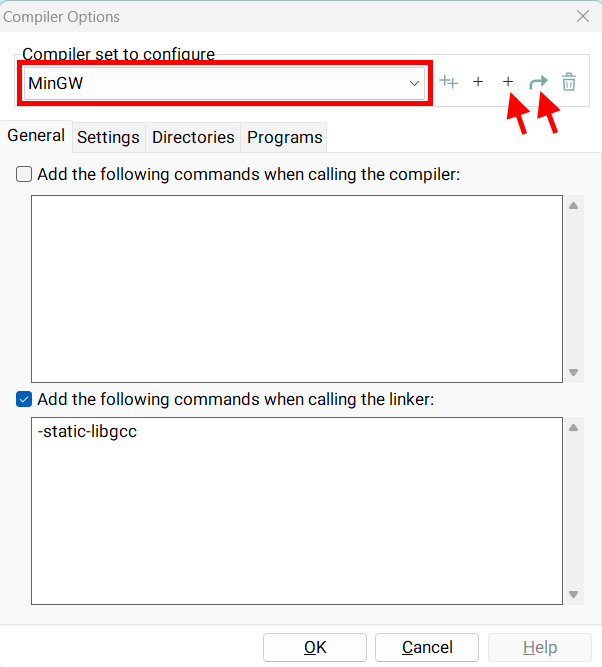 Compiler Options
Compiler set to configure
MinGW
General Settings Directories Programs
Add the following commands when calling the compiler:
Add the following commands when calling the linker:
-static-libgcc
OK Cancel Help